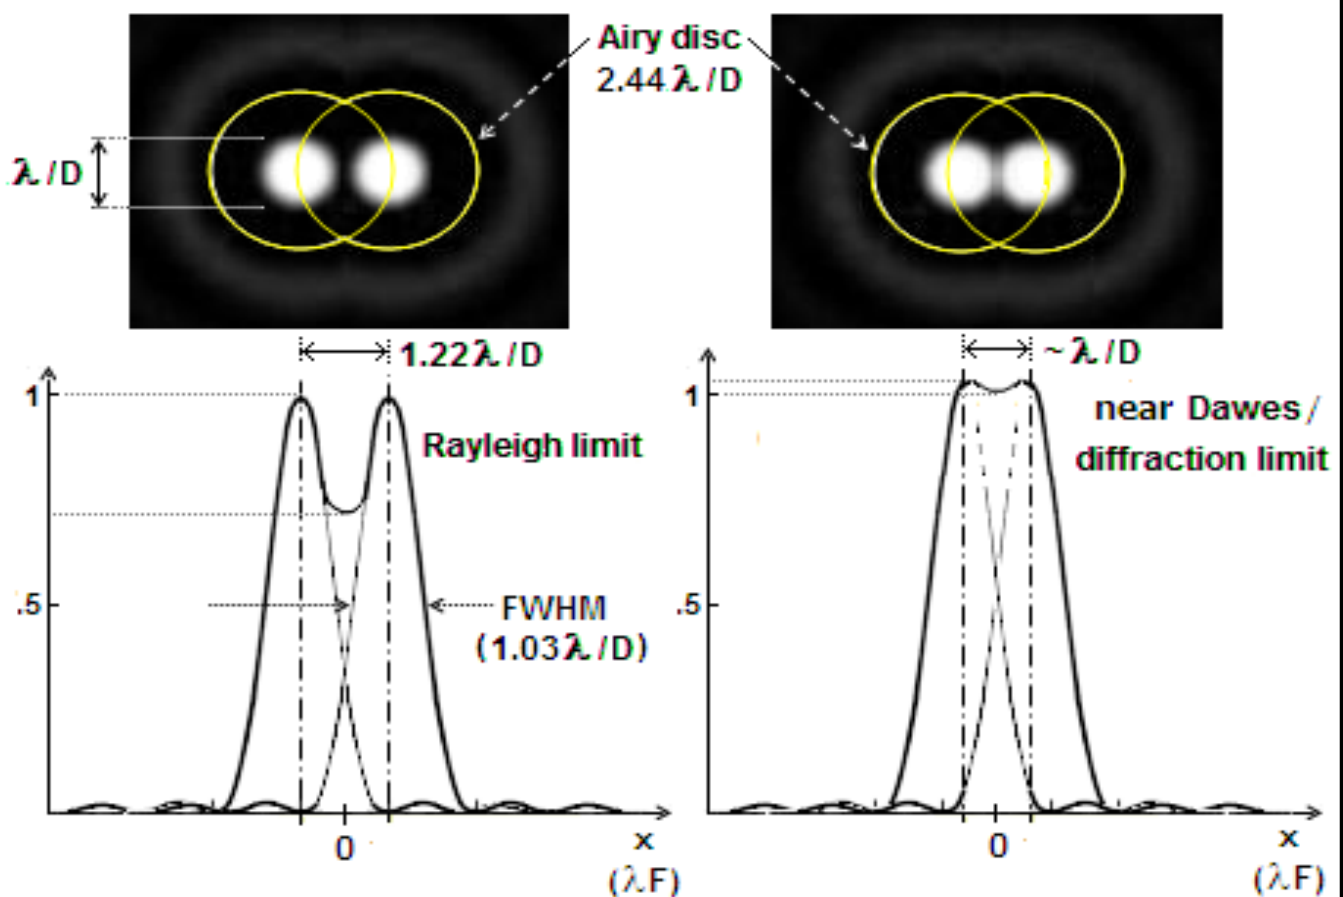 Airy disc
2.44λ/D
λ/D
1.22λ/D
1
Rayleigh limit
.5
FWHM
(1.03λ/D)
0
x
(λF)
~λ/D
1
near Dawes/
diffraction limit
.5
0
x
(λF)